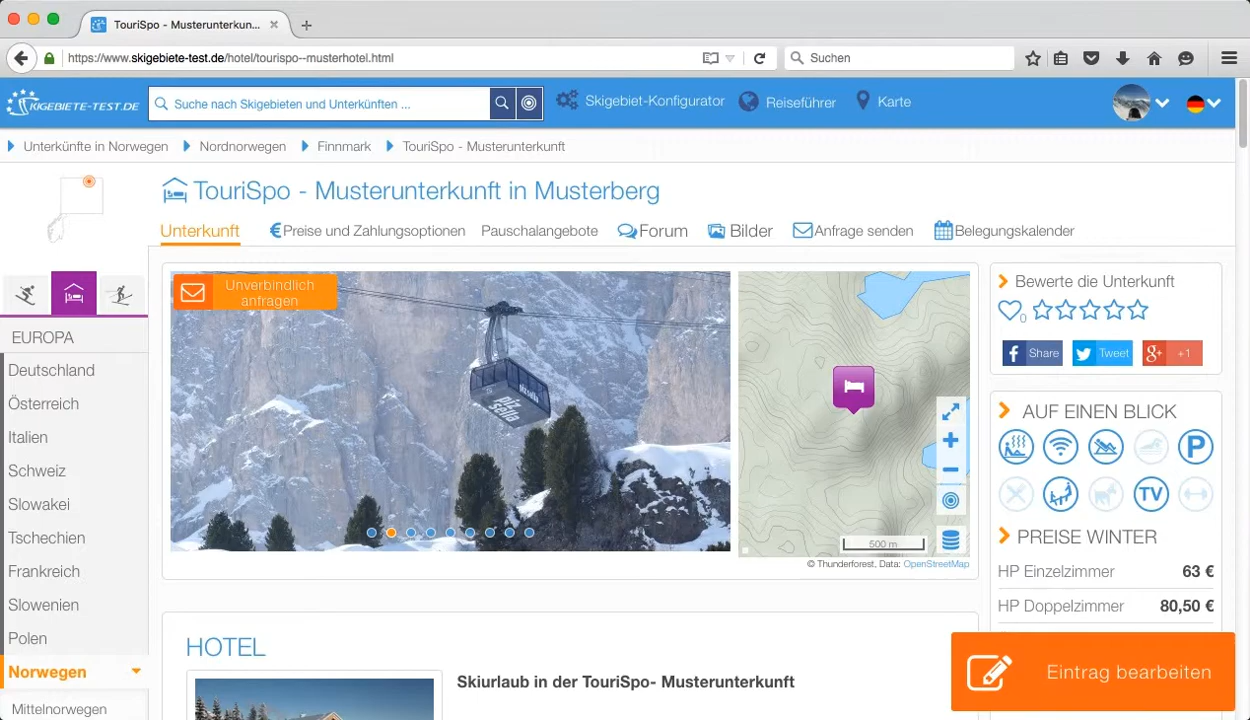 TouriSpo - Musterunterkun...
https://www.skigebiete-test.de/hotel/tourispo--musterhotel.html
Suchen
SKIGEBIETE-TEST.DE
Suche nach Skigebieten und Unterkünften ...
Skigebiet-Konfigurator
Reiseführer
Karte
Unterkünfte in Norwegen
Nordnorwegen
Finnmark
TouriSpo - Musterunterkunft
TouriSpo - Musterunterkunft in Musterberg
Unterkunft
€Preise und Zahlungsoptionen
Pauschalangebote
Forum
Bilder
Anfrage senden
Belegungskalender
EUROPA
Deutschland
Österreich
Italien
Schweiz
Slowakei
Tschechien
Frankreich
Slowenien
Polen
Norwegen
Mittelnorwegen
Unverbindlich
anfragen
piz
sella
500 m
© Thunderforest, Data: OpenStreetMap
Bewerte die Unterkunft
0
Share
Tweet
g+ +1
AUF EINEN BLICK
P
TV
PREISE WINTER
HP Einzelzimmer 63 €
HP Doppelzimmer 80,50 €
Eintrag bearbeiten
HOTEL
Skiurlaub in der TouriSpo- Musterunterkunft